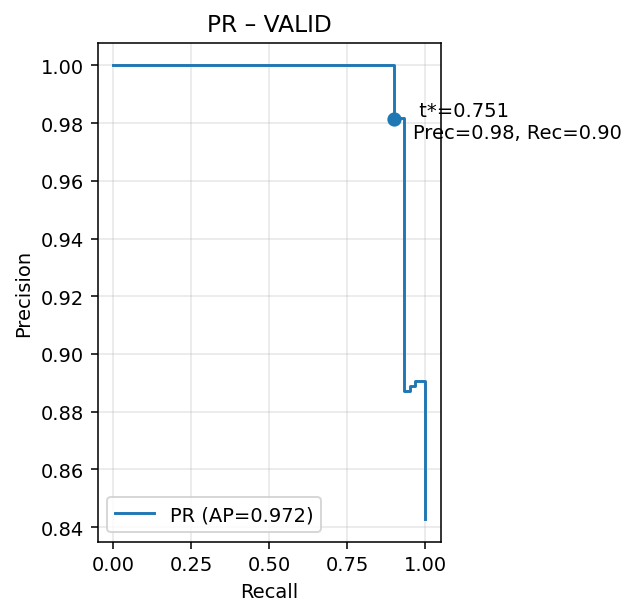 PR – VALID
1.00
0.98
0.96
0.94
0.92
0.90
0.88
0.86
0.84
Precision
t*=0.751
Prec=0.98, Rec=0.90
PR (AP=0.972)
0.00 0.25 0.50 0.75 1.00
Recall